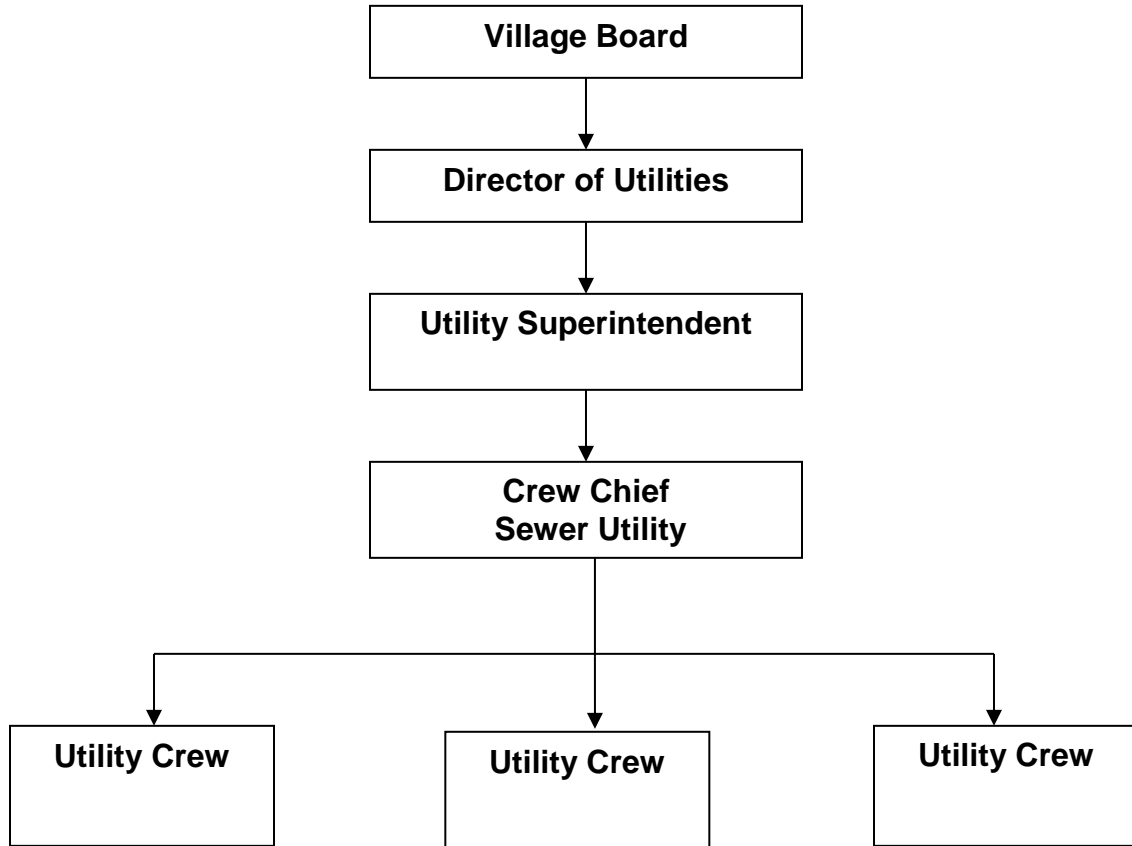 Village Board
Director of Utilities
Utility Superintendent
Crew Chief
Sewer Utility
Utility Crew
Utility Crew
Utility Crew